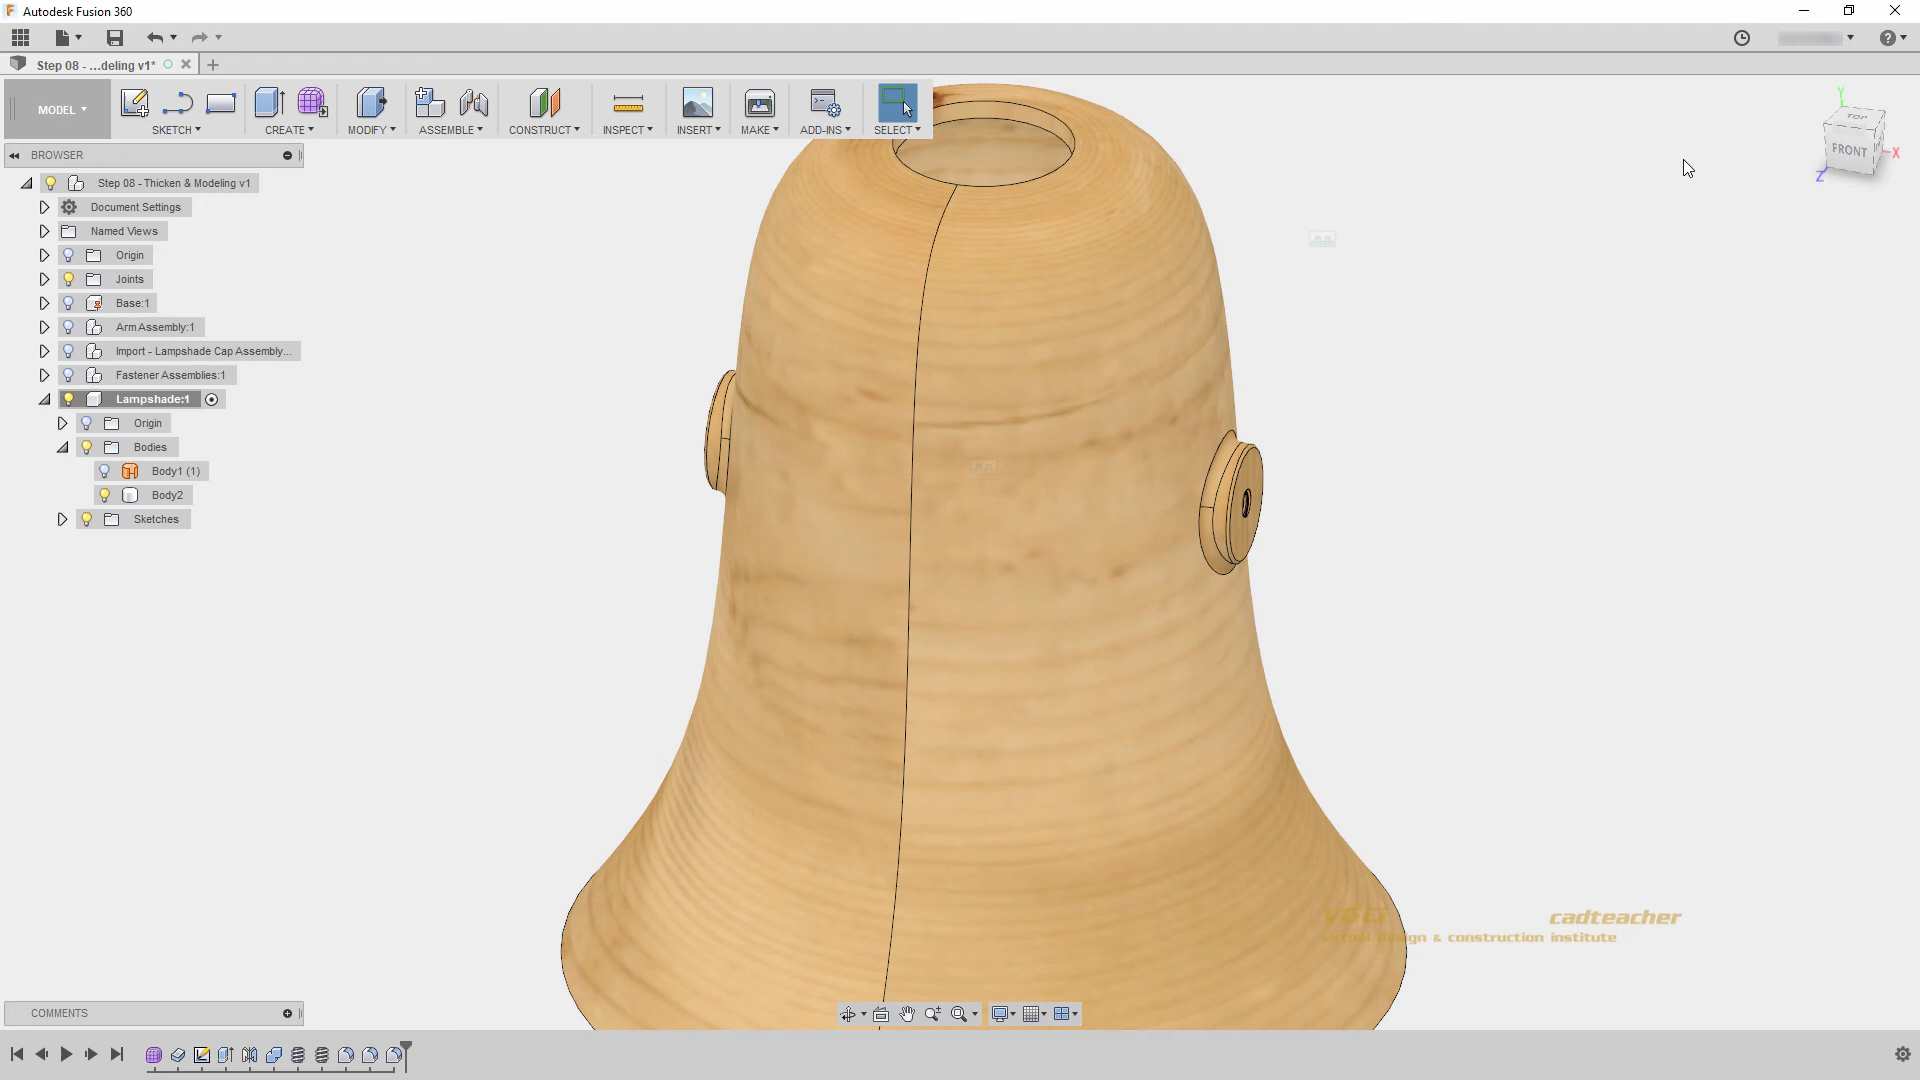 Autodesk Fusion 360
Step 08 - ...deling v1*
MODEL
SKETCH
CREATE
MODIFY
ASSEMBLE
CONSTRUCT
INSPECT
INSERT
MAKE
ADD-INS
SELECT
TOP
FRONT
Y
X
Z
BROWSER
Step 08 - Thicken & Modeling v1
Document Settings
Named Views
Origin
Joints
Base:1
Arm Assembly:1
Import - Lampshade Cap Assembly...
Fastener Assemblies:1
Lampshade:1
Origin
Bodies
Body1 (1)
Body2
Sketches
vdci cadteacher
virtual design & construction institute
COMMENTS